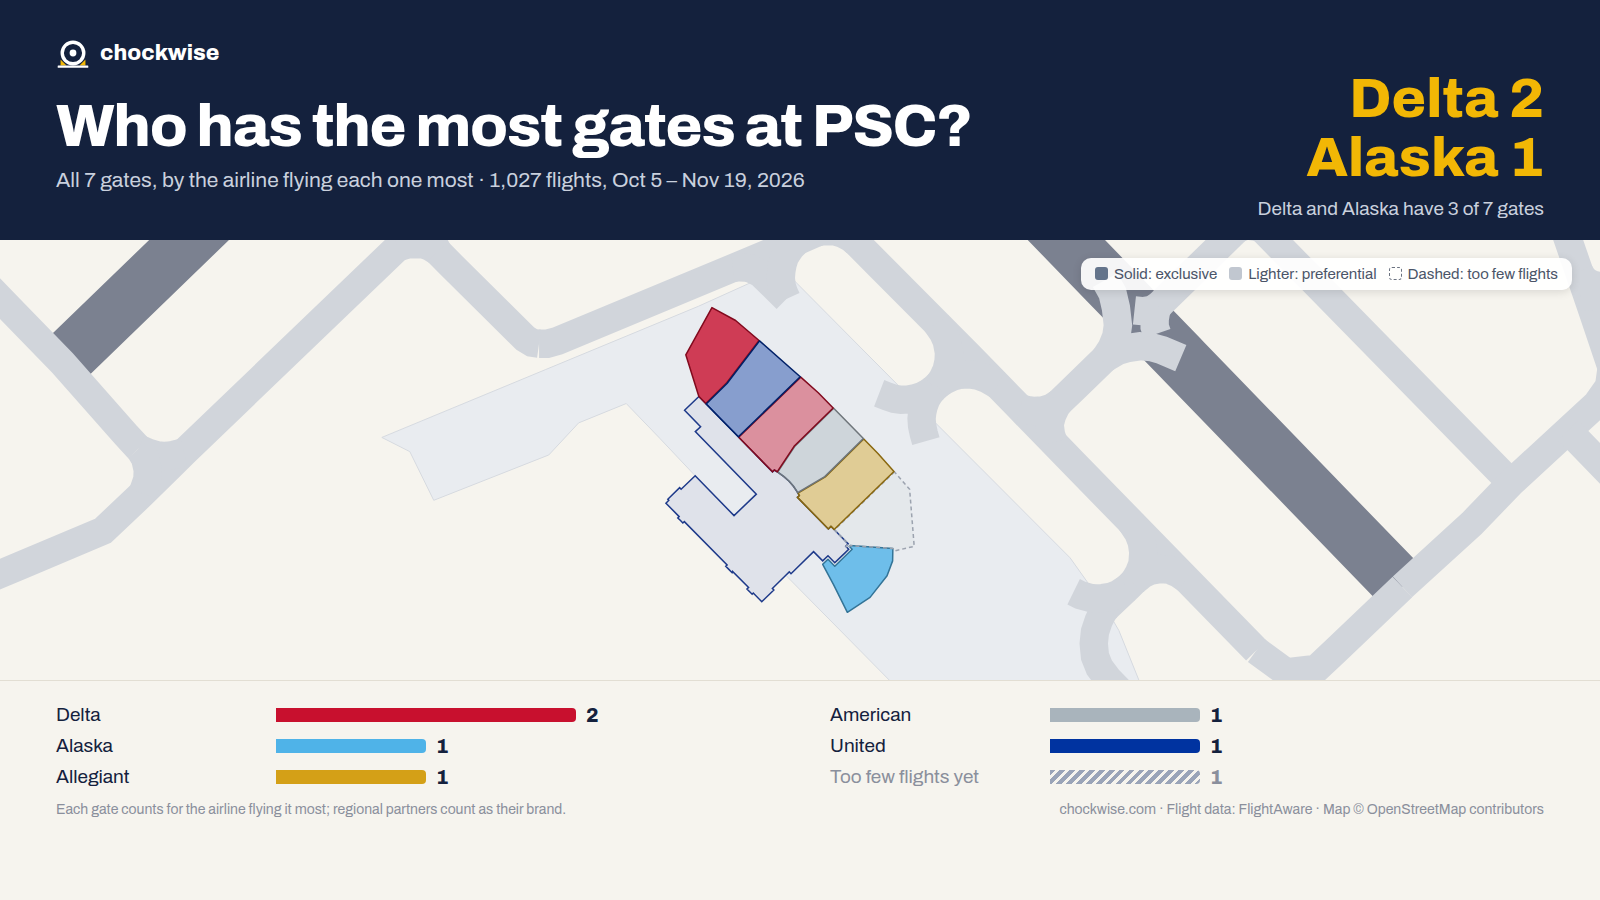 chockwise
Who has the most gates at PSC?
All 7 gates, by the airline flying each one most · 1,027 flights, Oct 5 – Nov 19, 2026
Delta 2
Alaska 1
Delta and Alaska have 3 of 7 gates
Solid: exclusive Lighter: preferential Dashed: too few flights
Delta 2
Alaska 1
Allegiant 1
American 1
United 1
Too few flights yet 1
Each gate counts for the airline flying it most; regional partners count as their brand.
chockwise.com · Flight data: FlightAware · Map © OpenStreetMap contributors